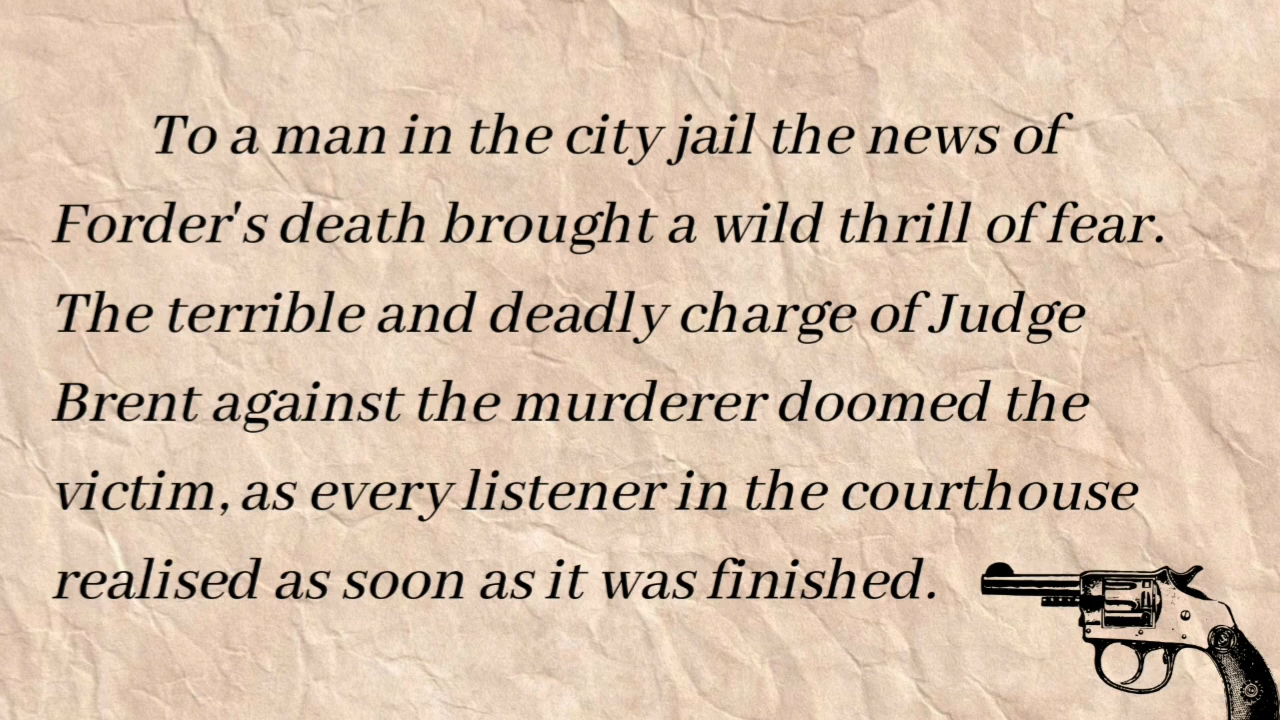 To a man in the city jail the news of
Forder's death brought a wild thrill of fear.
The terrible and deadly charge of Judge
Brent against the murderer doomed the
victim, as every listener in the courthouse
realised as soon as it was finished.